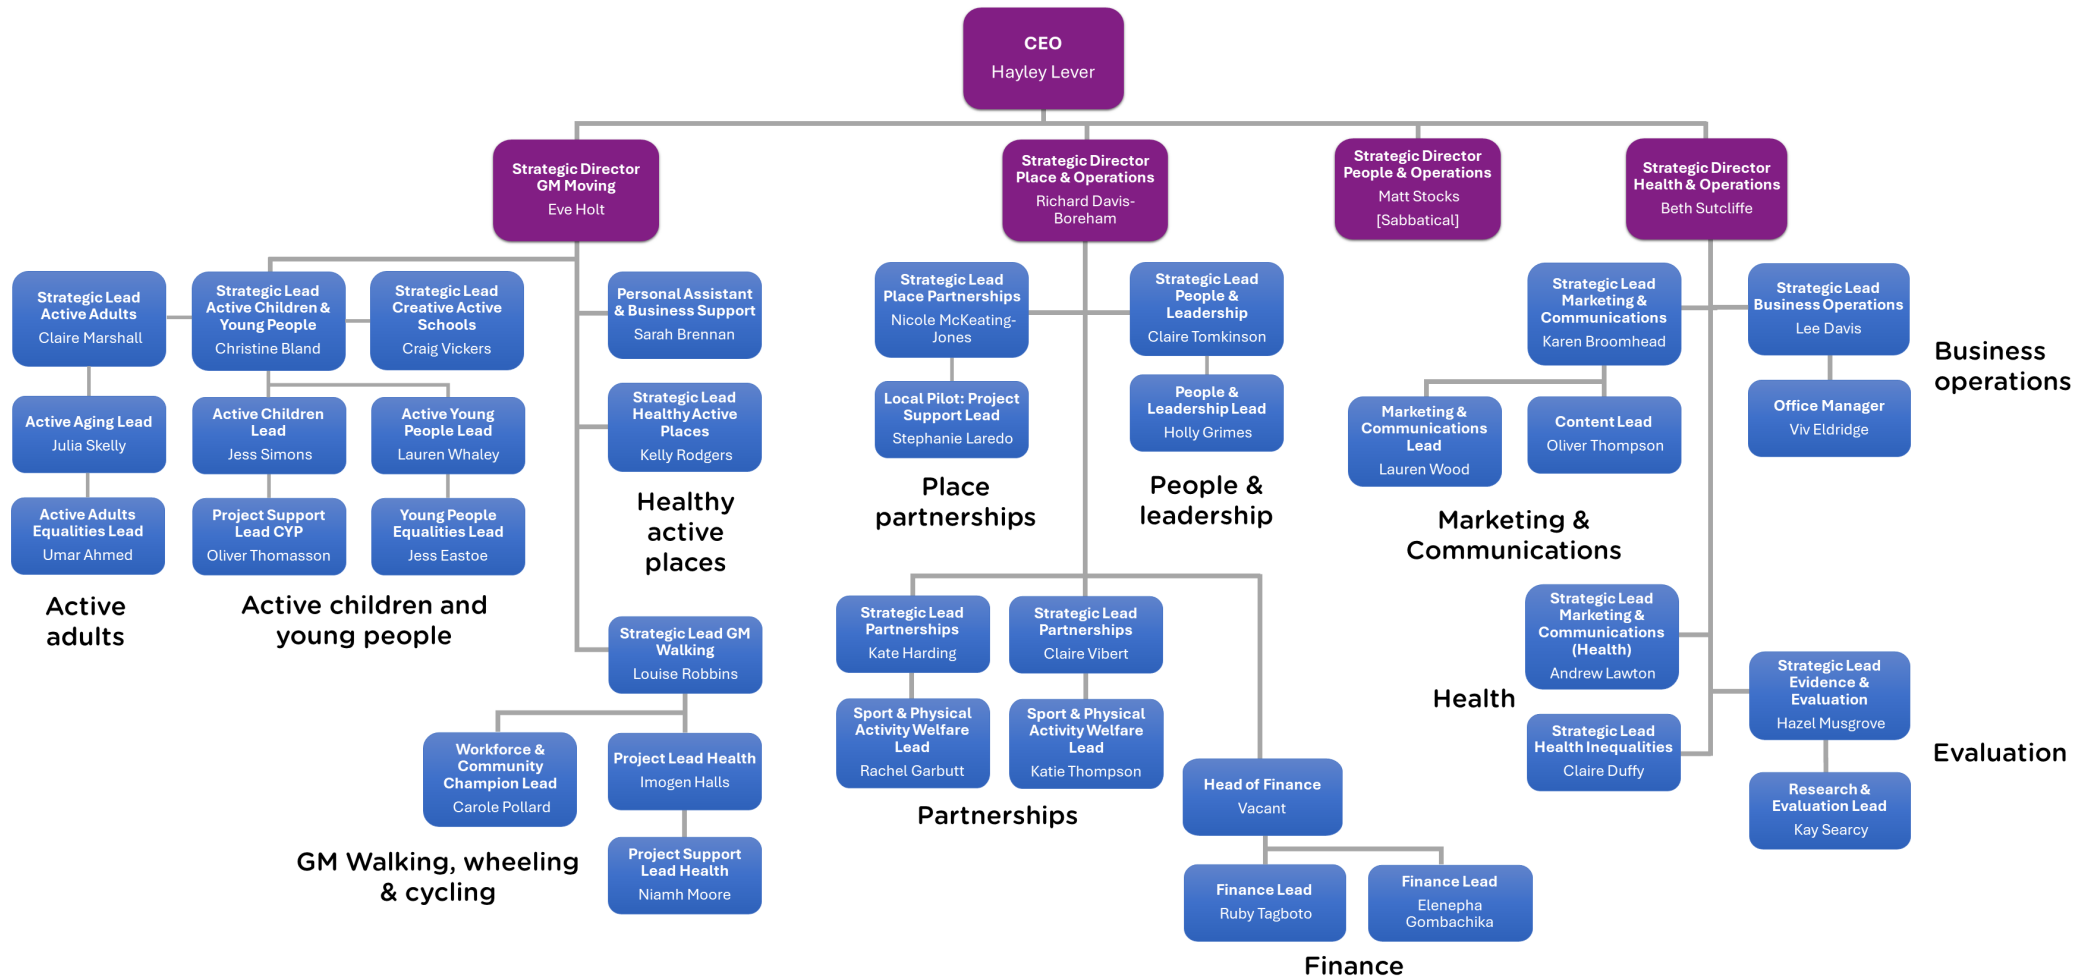 CEO
Hayley Lever
Strategic Director
GM Moving
Eve Holt
Strategic Director
Place & Operations
Richard Davis-
Boreham
Strategic Director
People & Operations
Matt Stocks
[Sabbatical]
Strategic Director
Health & Operations
Beth Sutcliffe
Strategic Lead
Active Adults
Claire Marshall
Strategic Lead
Active Children &
Young People
Christine Bland
Strategic Lead
Creative Active
Schools
Craig Vickers
Personal Assistant
& Business Support
Sarah Brennan
Active Aging Lead
Julia Skelly
Active Children
Lead
Jess Simons
Active Young
People Lead
Lauren Whaley
Strategic Lead
Healthy Active
Places
Kelly Rodgers
Active Adults
Equalities Lead
Umar Ahmed
Project Support
Lead CYP
Oliver Thomasson
Young People
Equalities Lead
Jess Eastoe
Healthy
active
places
Active
adults
Active children and
young people
Strategic Lead GM
Walking
Louise Robbins
Workforce &
Community
Champion Lead
Carole Pollard
Project Lead Health
Imogen Halls
Project Support
Lead Health
Niamh Moore
GM Walking, wheeling
& cycling
Strategic Lead
Place Partnerships
Nicole McKeating-
Jones
Strategic Lead
People &
Leadership
Claire Tomkinson
Local Pilot: Project
Support Lead
Stephanie Laredo
People &
Leadership Lead
Holly Grimes
Place
partnerships
People &
leadership
Strategic Lead
Partnerships
Kate Harding
Strategic Lead
Partnerships
Claire Vibert
Sport & Physical
Activity Welfare
Lead
Rachel Garbutt
Sport & Physical
Activity Welfare
Lead
Katie Thompson
Partnerships
Head of Finance
Vacant
Finance Lead
Ruby Tagboto
Finance Lead
Elenepha
Gombachika
Finance
Strategic Lead
Marketing &
Communications
Karen Broomhead
Strategic Lead
Business Operations
Lee Davis
Marketing &
Communications
Lead
Lauren Wood
Content Lead
Oliver Thompson
Office Manager
Viv Eldridge
Business
operations
Marketing &
Communications
Strategic Lead
Marketing &
Communications
(Health)
Andrew Lawton
Health
Strategic Lead
Health Inequalities
Claire Duffy
Strategic Lead
Evidence &
Evaluation
Hazel Musgrove
Research &
Evaluation Lead
Kay Searcy
Evaluation